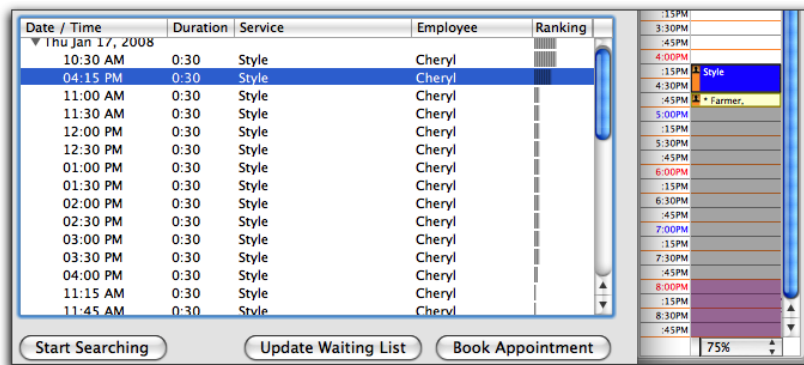 Date / Time Duration Service Employee Ranking
Thu Jan 17, 2008
10:30 AM 0:30 Style Cheryl
04:15 PM 0:30 Style Cheryl
11:00 AM 0:30 Style Cheryl
11:30 AM 0:30 Style Cheryl
12:00 PM 0:30 Style Cheryl
12:30 PM 0:30 Style Cheryl
01:00 PM 0:30 Style Cheryl
01:30 PM 0:30 Style Cheryl
02:00 PM 0:30 Style Cheryl
02:30 PM 0:30 Style Cheryl
03:00 PM 0:30 Style Cheryl
03:30 PM 0:30 Style Cheryl
04:00 PM 0:30 Style Cheryl
11:15 AM 0:30 Style Cheryl
11:45 AM 0:30 Style Cheryl
Start Searching Update Waiting List Book Appointment
:15PM
3:30PM
:45PM
4:00PM
:15PM Style
4:30PM
:45PM * Farmer,
5:00PM
:15PM
5:30PM
:45PM
6:00PM
:15PM
6:30PM
:45PM
7:00PM
:15PM
7:30PM
:45PM
8:00PM
:15PM
8:30PM
:45PM
75%